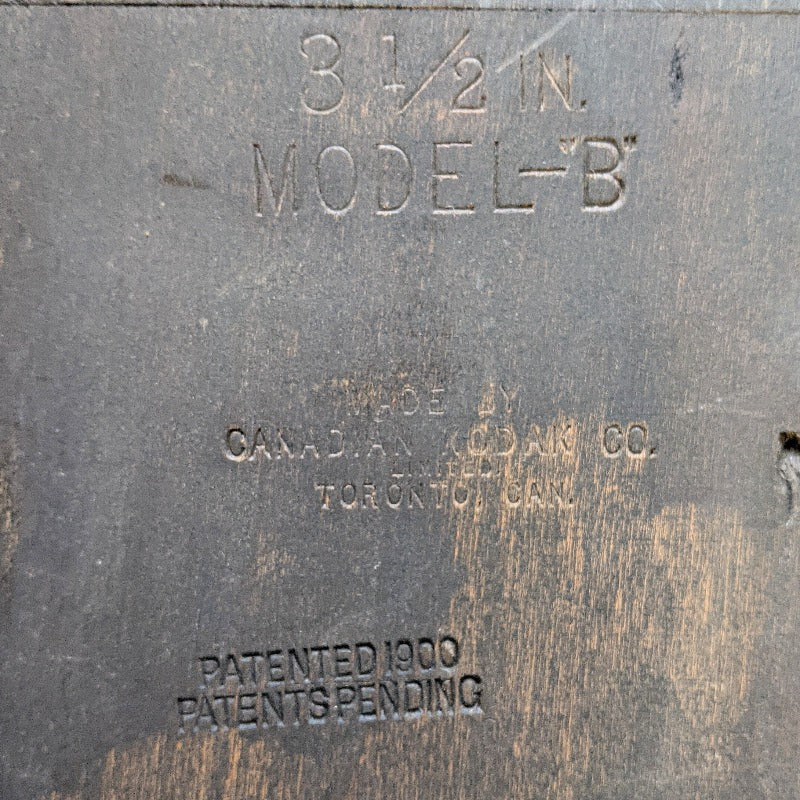 3 1/2 IN.
MODEL-"B"
MADE BY
CANADIAN KODAK CO.
LIMITED,
TORONTO, CAN.
PATENTED 1900
PATENTS PENDING